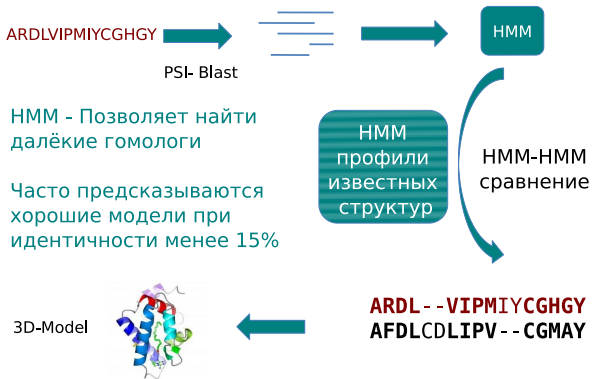 ARDLVIPMIYCGHGY
PSI- Blast
HMM
HMM - Позволяет найти
далёкие гомологи
Часто предсказываются
хорошие модели при
идентичности менее 15%
HMM
профили
известных
структур
HMM-HMM
сравнение
ARDL--VIPMIYCGHGY
AFDLCDLIPV--CGMAY
3D-Model